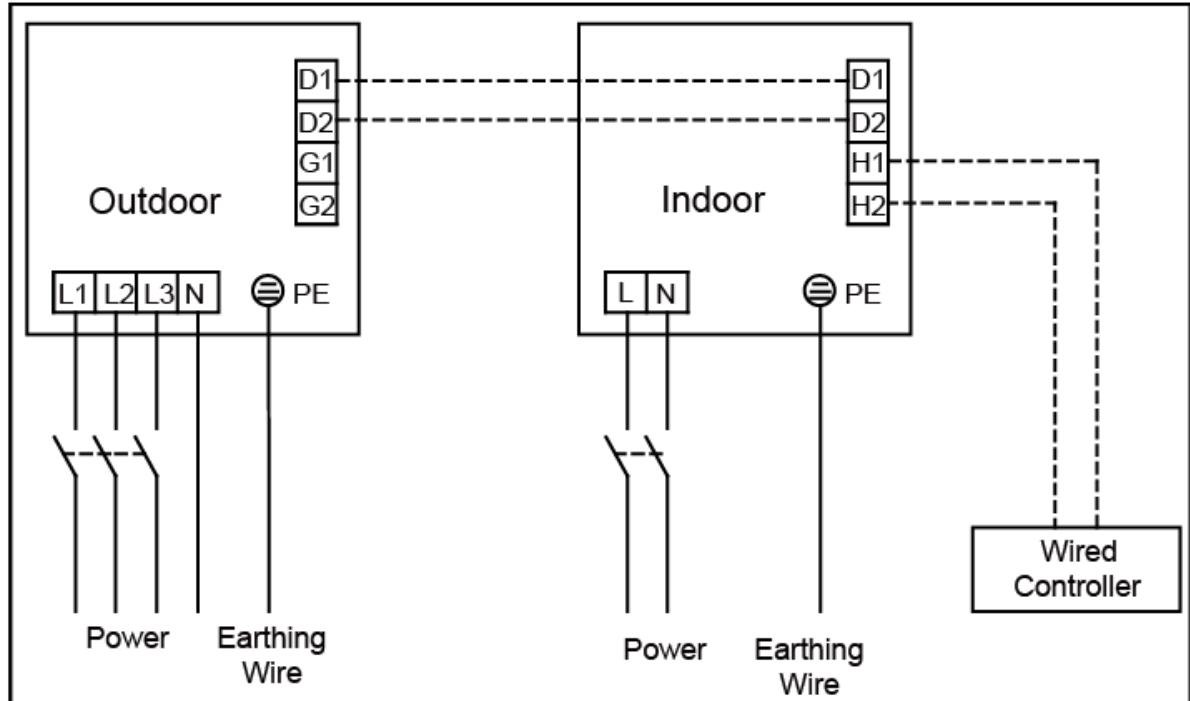 D1
D2
G1
G2
Outdoor
L1 L2 L3 N
PE
Power
Earthing
Wire
D1
D2
H1
H2
Indoor
L N
PE
Power
Earthing
Wire
Wired
Controller